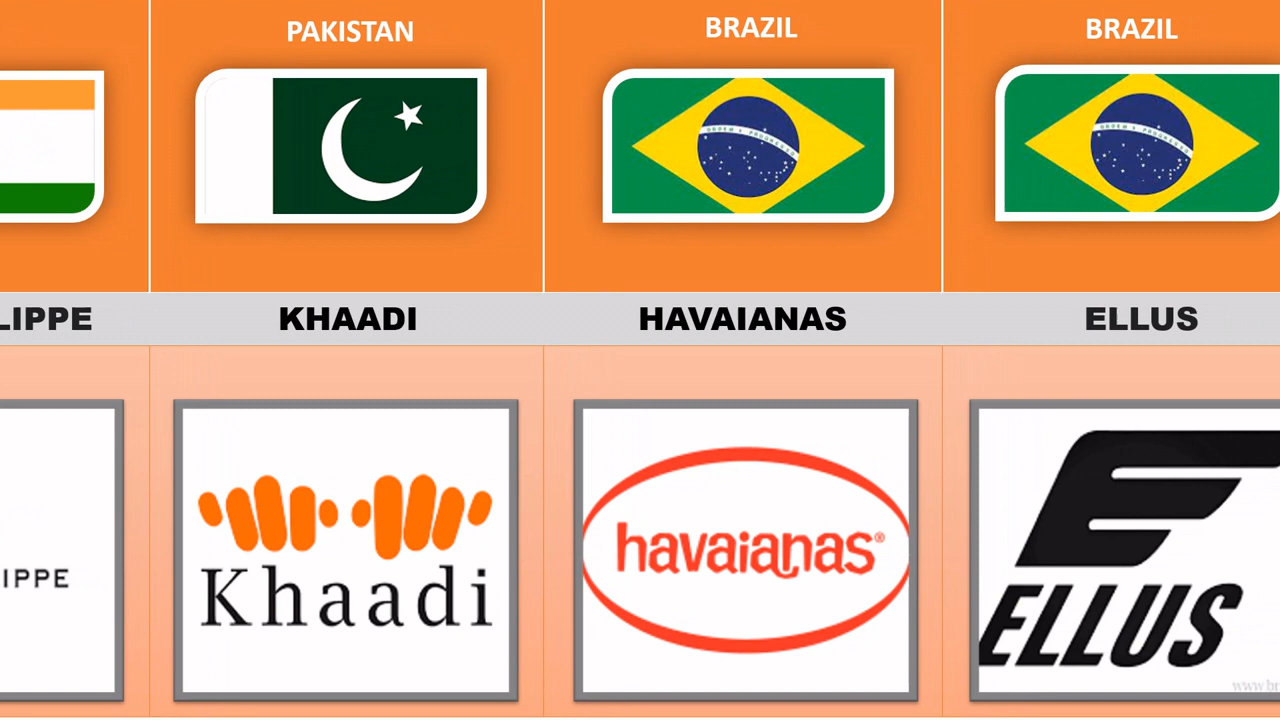 PAKISTAN
BRAZIL
BRAZIL
LIPPE
KHAADI
HAVAIANAS
ELLUS
IPPE
Khaadi
havaianas®
ELLUS